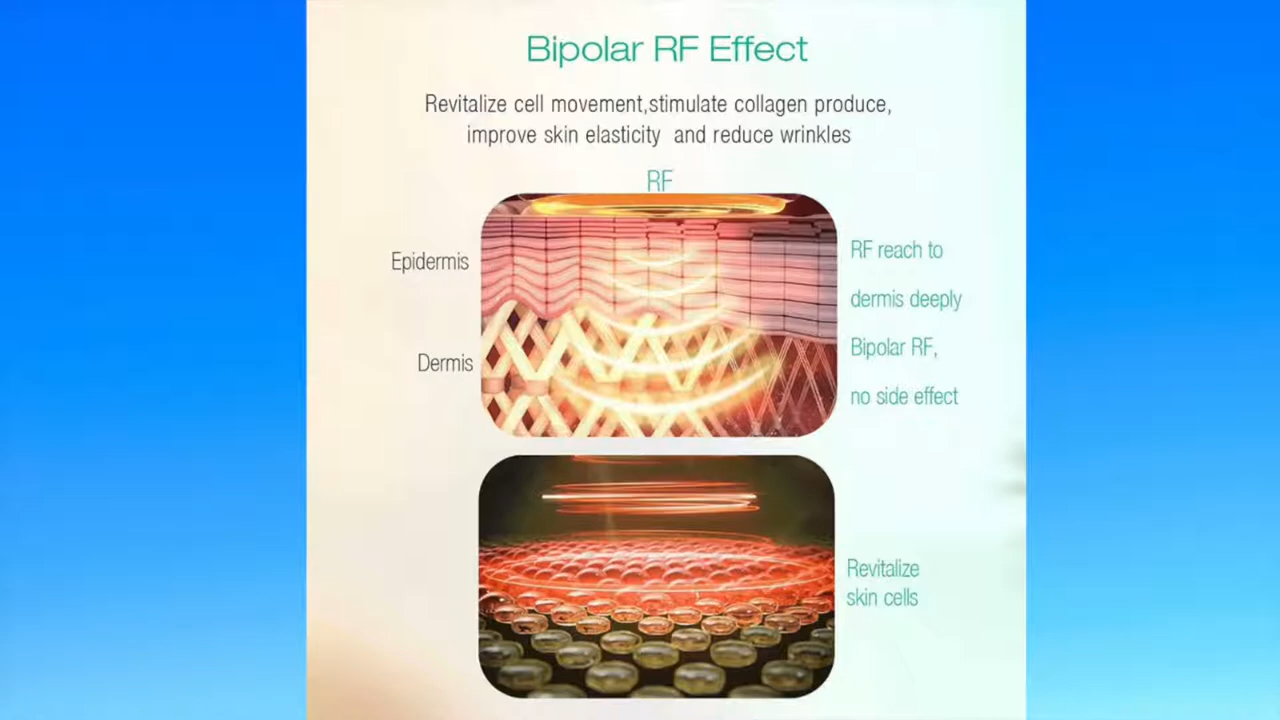 Bipolar RF Effect
Revitalize cell movement,stimulate collagen produce,
improve skin elasticity and reduce wrinkles
RF
Epidermis
Dermis
RF reach to
dermis deeply
Bipolar RF,
no side effect
Revitalize
skin cells